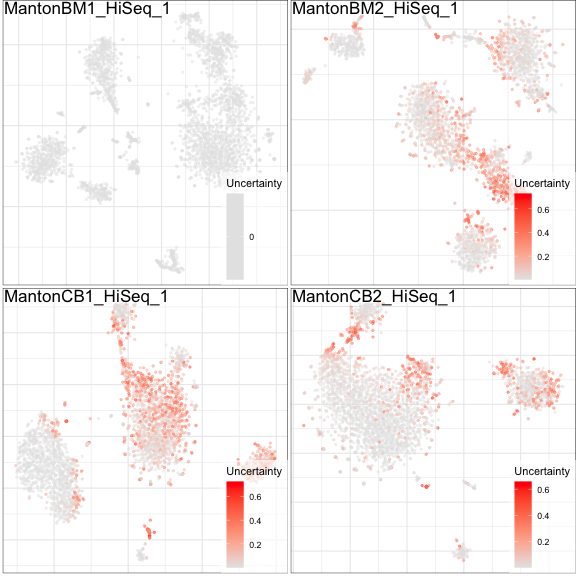 MantonBM1_HiSeq_1
Uncertainty
0
MantonBM2_HiSeq_1
Uncertainty
0.6
0.4
0.2
MantonCB1_HiSeq_1
Uncertainty
0.6
0.4
0.2
MantonCB2_HiSeq_1
Uncertainty
0.6
0.4
0.2